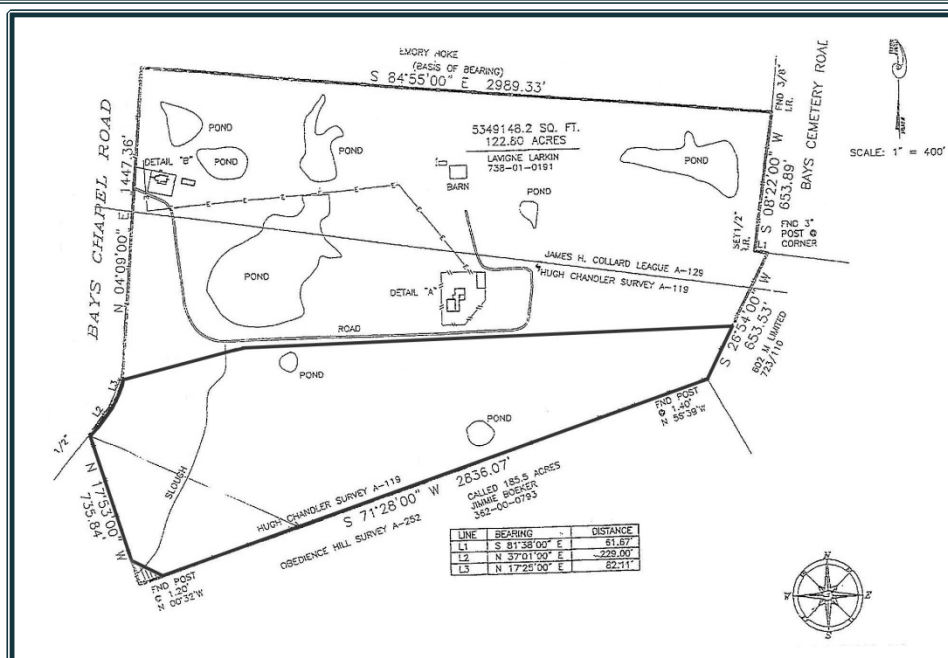 EMORY HOKE
(BASIS OF BEARING)
S 84°55'00" E 2989.33'
FND 3/8"
I.R.
BAYS CEMETERY ROAD
SCALE: 1" = 400'
BAYS CHAPEL ROAD
N 04°09'00" E 1447.36'
DETAIL "B"
POND
POND
POND
5349148.2 SQ. FT.
122.80 ACRES
LAVIGNE LARKIN
738-01-0191
BARN
POND
POND
S 08°22'00" W
653.89'
SET 1/2"
I.R.
L1
FND 3"
POST @
CORNER
JAMES H. COLLARD LEAGUE A-129
HUGH CHANDLER SURVEY A-119
POND
DETAIL "A"
ROAD
S 26°54'00" W
653.53'
602 M LIMITED
723/110
L3
L2
1/2"
POND
POND
FND POST
@ 1.40'
N 55°39'W
N 17°53'00" W
735.84'
SLOUGH
HUGH CHANDLER SURVEY A-119
S 71°28'00" W 2836.07'
OBEDIENCE HILL SURVEY A-252
CALLED 185.5 ACRES
JIMMIE BOEKER
362-00-0793
FND POST
@ 1.20'
N 00°32'W
LINE BEARING DISTANCE
L1 S 81°38'00" E 61.67'
L2 N 37°01'00" E 229.00'
L3 N 17°25'00" E 82.11'
N
W E
S